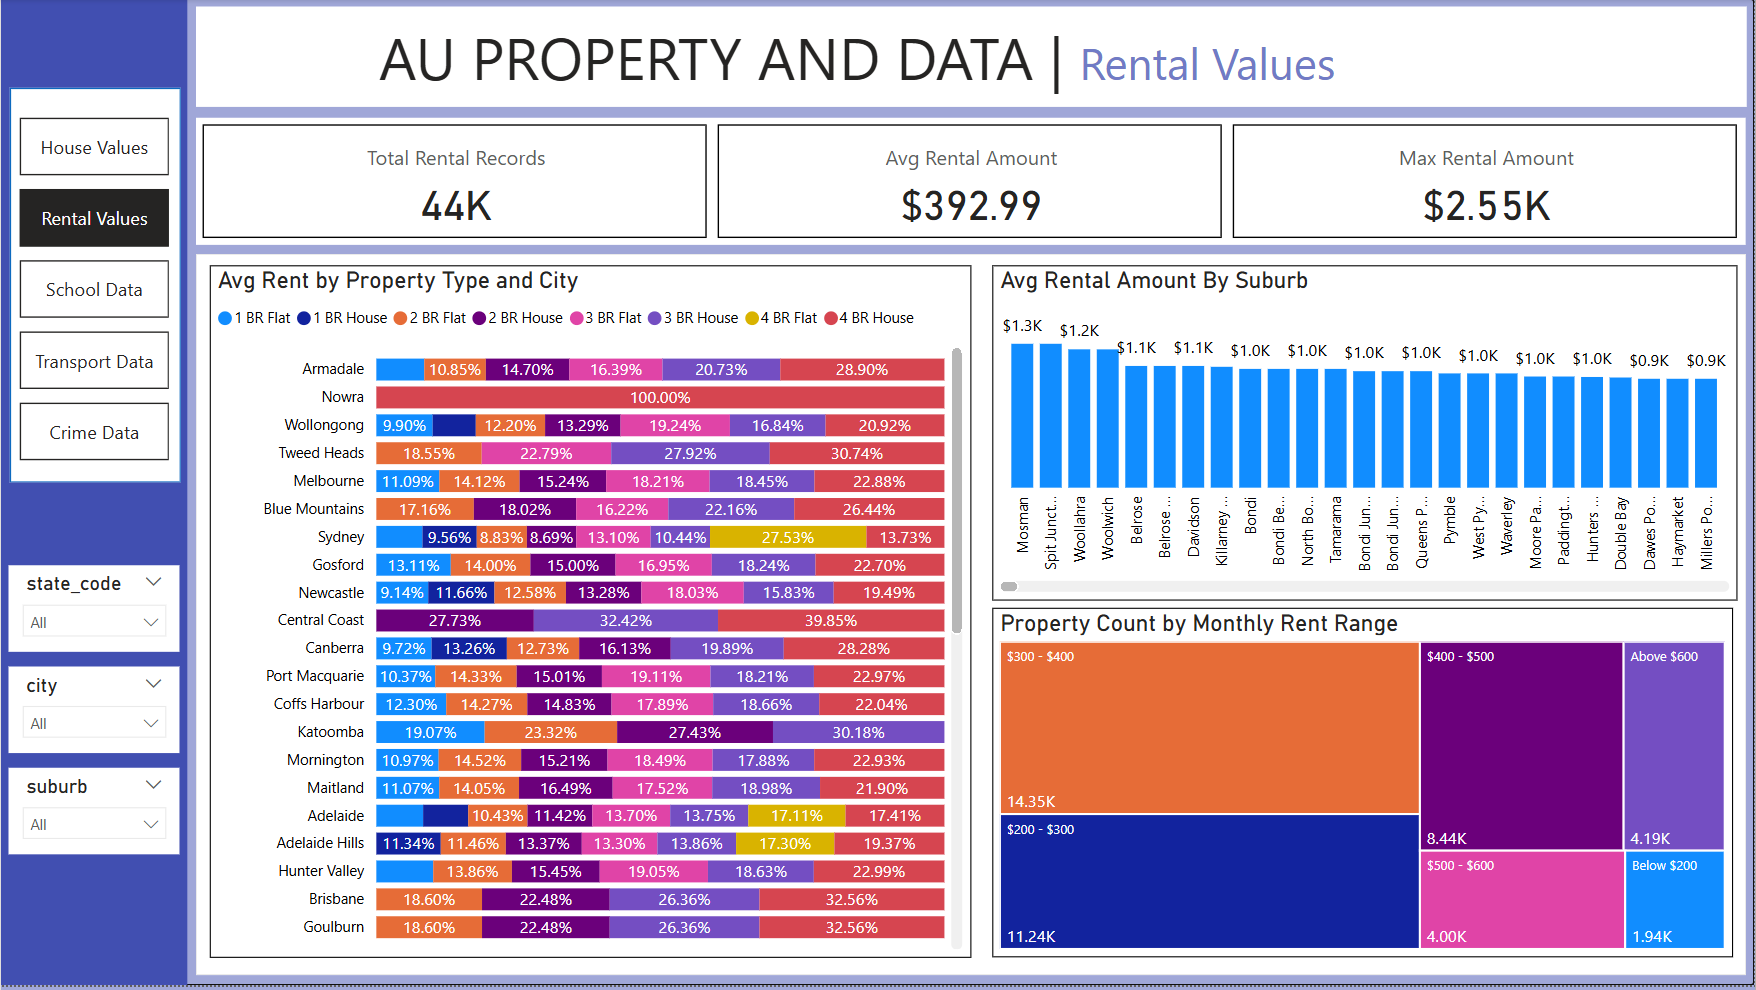 AU PROPERTY AND DATA | Rental Values
House Values
Rental Values
School Data
Transport Data
Crime Data
state_code
All
city
All
suburb
All
Total Rental Records
44K
Avg Rental Amount
$392.99
Max Rental Amount
$2.55K
Avg Rent by Property Type and City
1 BR Flat 1 BR House 2 BR Flat 2 BR House 3 BR Flat 3 BR House 4 BR Flat 4 BR House
Armadale 10.85% 14.70% 16.39% 20.73% 28.90%
Nowra 100.00%
Wollongong 9.90% 12.20% 13.29% 19.24% 16.84% 20.92%
Tweed Heads 18.55% 22.79% 27.92% 30.74%
Melbourne 11.09% 14.12% 15.24% 18.21% 18.45% 22.88%
Blue Mountains 17.16% 18.02% 16.22% 22.16% 26.44%
Sydney 9.56% 8.83% 8.69% 13.10% 10.44% 27.53% 13.73%
Gosford 13.11% 14.00% 15.00% 16.95% 18.24% 22.70%
Newcastle 9.14% 11.66% 12.58% 13.28% 18.03% 15.83% 19.49%
Central Coast 27.73% 32.42% 39.85%
Canberra 9.72% 13.26% 12.73% 16.13% 19.89% 28.28%
Port Macquarie 10.37% 14.33% 15.01% 19.11% 18.21% 22.97%
Coffs Harbour 12.30% 14.27% 14.83% 17.89% 18.66% 22.04%
Katoomba 19.07% 23.32% 27.43% 30.18%
Mornington 10.97% 14.52% 15.21% 18.49% 17.88% 22.93%
Maitland 11.07% 14.05% 16.49% 17.52% 18.98% 21.90%
Adelaide 10.43% 11.42% 13.70% 13.75% 17.11% 17.41%
Adelaide Hills 11.34% 11.46% 13.37% 13.30% 13.86% 17.30% 19.37%
Hunter Valley 13.86% 15.45% 19.05% 18.63% 22.99%
Brisbane 18.60% 22.48% 26.36% 32.56%
Goulburn 18.60% 22.48% 26.36% 32.56%
Avg Rental Amount By Suburb
$1.3K $1.2K $1.1K $1.1K $1.0K $1.0K $1.0K $1.0K $1.0K $1.0K $1.0K $0.9K $0.9K
Mosman
Spit Junct...
Woollahra
Woolwich
Belrose
Belrose ...
Davidson
Killarney ...
Bondi
Bondi Be...
North Bo...
Tamarama
Bondi Jun...
Bondi Jun...
Queens P...
Pymble
West Py...
Waverley
Moore Pa...
Paddingt...
Hunters ...
Double Bay
Dawes Po...
Haymarket
Millers Po...
Property Count by Monthly Rent Range
$300 - $400
14.35K
$200 - $300
11.24K
$400 - $500
8.44K
Above $600
4.19K
$500 - $600
4.00K
Below $200
1.94K